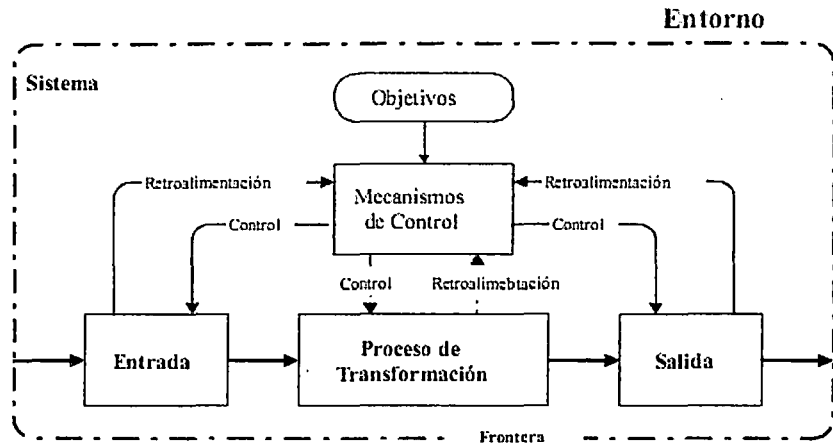 Entorno
Sistema
Objetivos
Retroalimentación
Retroalimentación
Mecanismos
de Control
Control
Control
Control
Retroalimebtación
Entrada
Proceso de
Transformación
Salida
Frontera